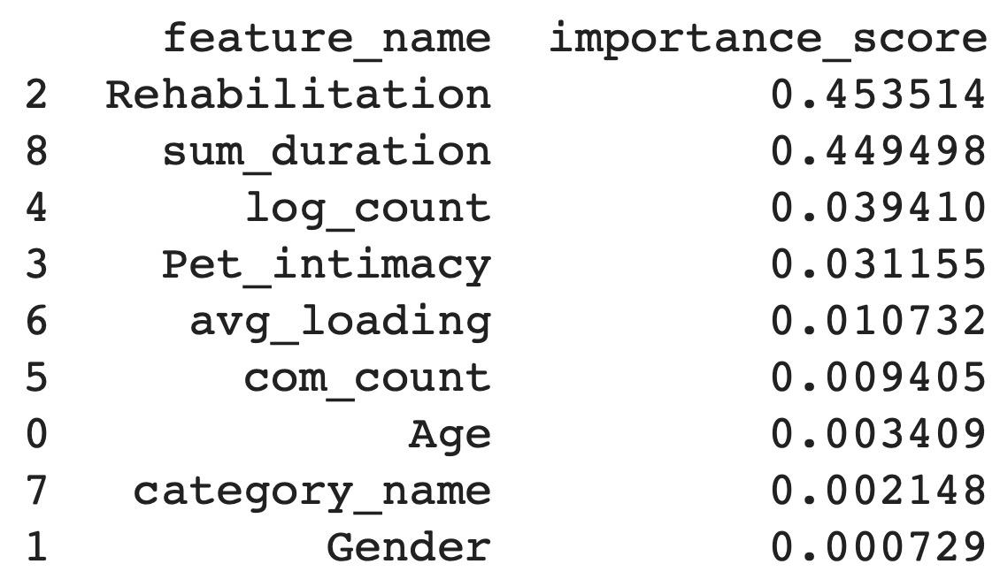 feature_name importance_score
2 Rehabilitation 0.453514
8 sum_duration 0.449498
4 log_count 0.039410
3 Pet_intimacy 0.031155
6 avg_loading 0.010732
5 com_count 0.009405
0 Age 0.003409
7 category_name 0.002148
1 Gender 0.000729